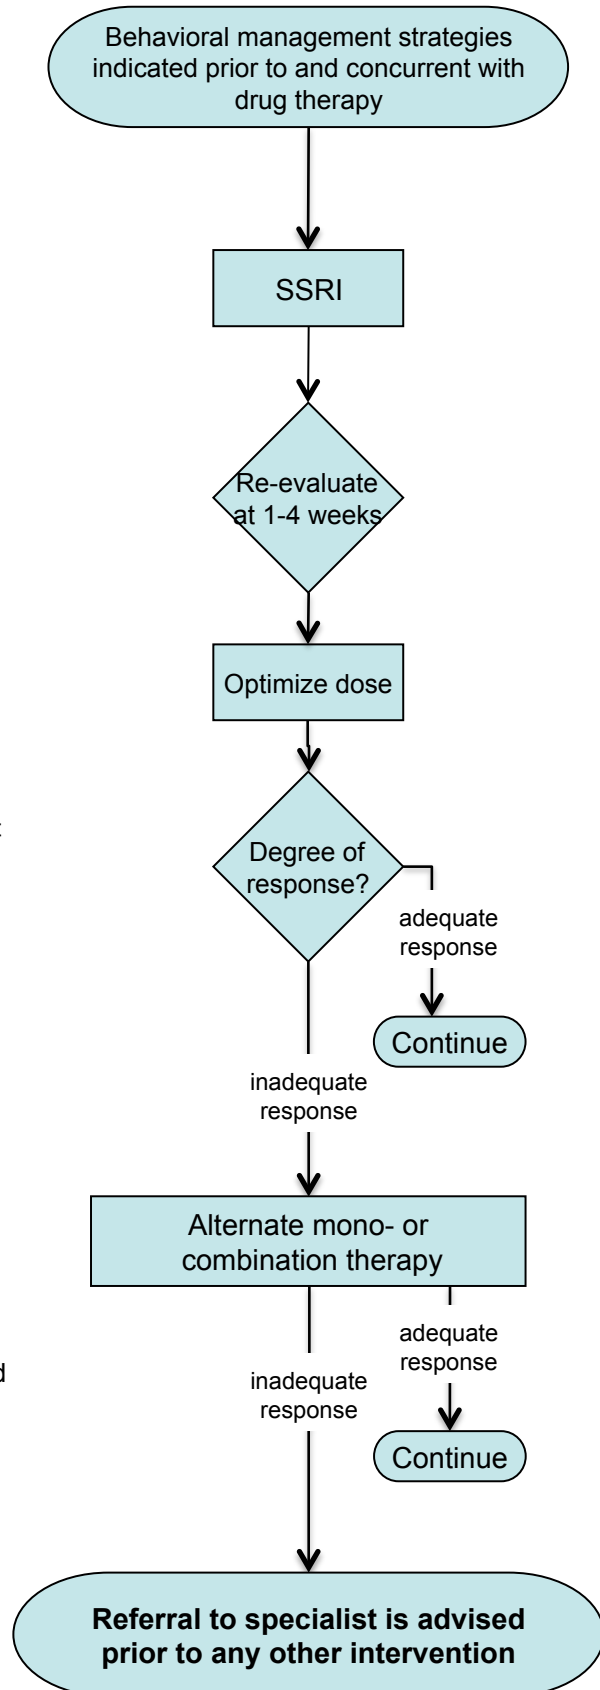 Behavioral management strategies
indicated prior to and concurrent with
drug therapy
SSRI
Re-evaluate
at 1-4 weeks
Optimize dose
Degree of
response?
adequate
response
Continue
inadequate
response
Alternate mono- or
combination therapy
adequate
response
inadequate
response
Continue
Referral to specialist is advised
prior to any other intervention